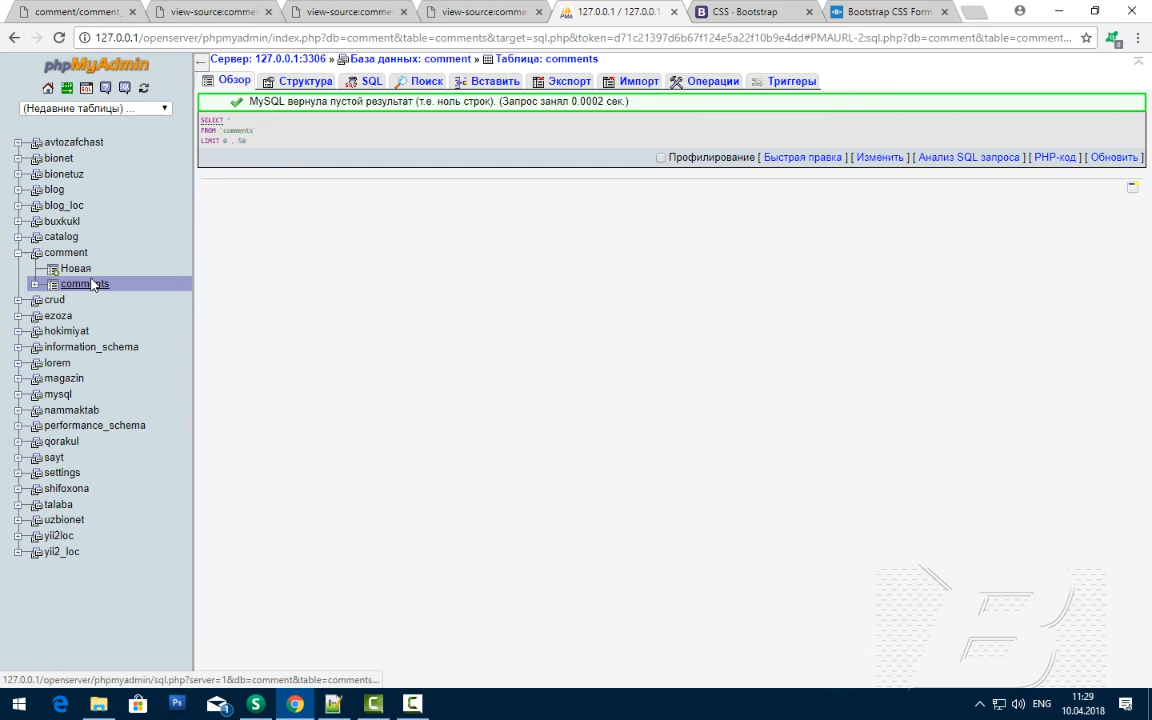 comment/comment_
view-source:comme
view-source:comme
view-source:comme
127.0.0.1 / 127.0.0.1
CSS · Bootstrap
Bootstrap CSS Form
127.0.0.1/openserver/phpmyadmin/index.php?db=comment&table=comments&target=sql.php&token=d71c21397d6b67f124e5a22f10b9e4dd#PMAURL-2:sql.php?db=comment&table=comment...
phpMyAdmin
(Недавние таблицы) ...
avtozafchast
bionet
bionetuz
blog
blog_loc
buxkukl
catalog
comment
Новая
comments
crud
ezoza
hokimiyat
information_schema
lorem
magazin
mysql
nammaktab
performance_schema
qorakul
sayt
settings
shifoxona
talaba
uzbionet
yii2loc
yii2_loc
Сервер: 127.0.0.1:3306 » База данных: comment » Таблица: comments
Обзор Структура SQL Поиск Вставить Экспорт Импорт Операции Триггеры
MySQL вернула пустой результат (т.е. ноль строк). (Запрос занял 0.0002 сек.)
SELECT *
FROM `comments`
LIMIT 0 , 50
Профилирование [ Быстрая правка ] [ Изменить ] [ Анализ SQL запроса ] [ PHP-код ] [ Обновить ]
127.0.0.1/openserver/phpmyadmin/sql.php?server=1&db=comment&table=comments...
ENG
11:29
10.04.2018